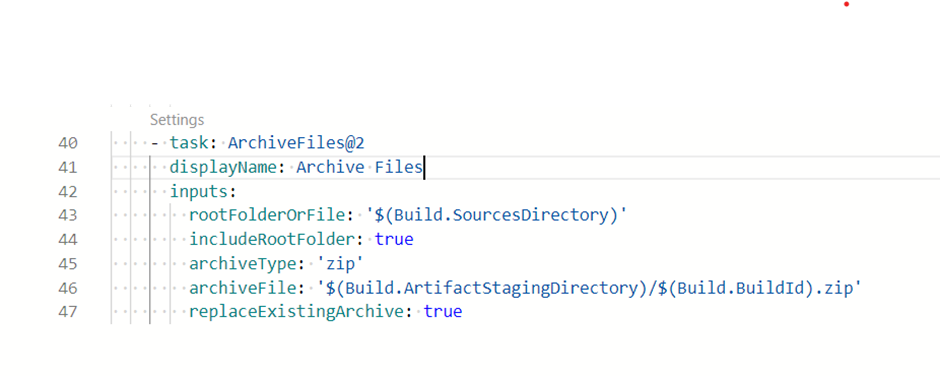 Settings
40 - task: ArchiveFiles@2
41 displayName: Archive Files
42 inputs:
43 rootFolderOrFile: '$(Build.SourcesDirectory)'
44 includeRootFolder: true
45 archiveType: 'zip'
46 archiveFile: '$(Build.ArtifactStagingDirectory)/$(Build.BuildId).zip'
47 replaceExistingArchive: true